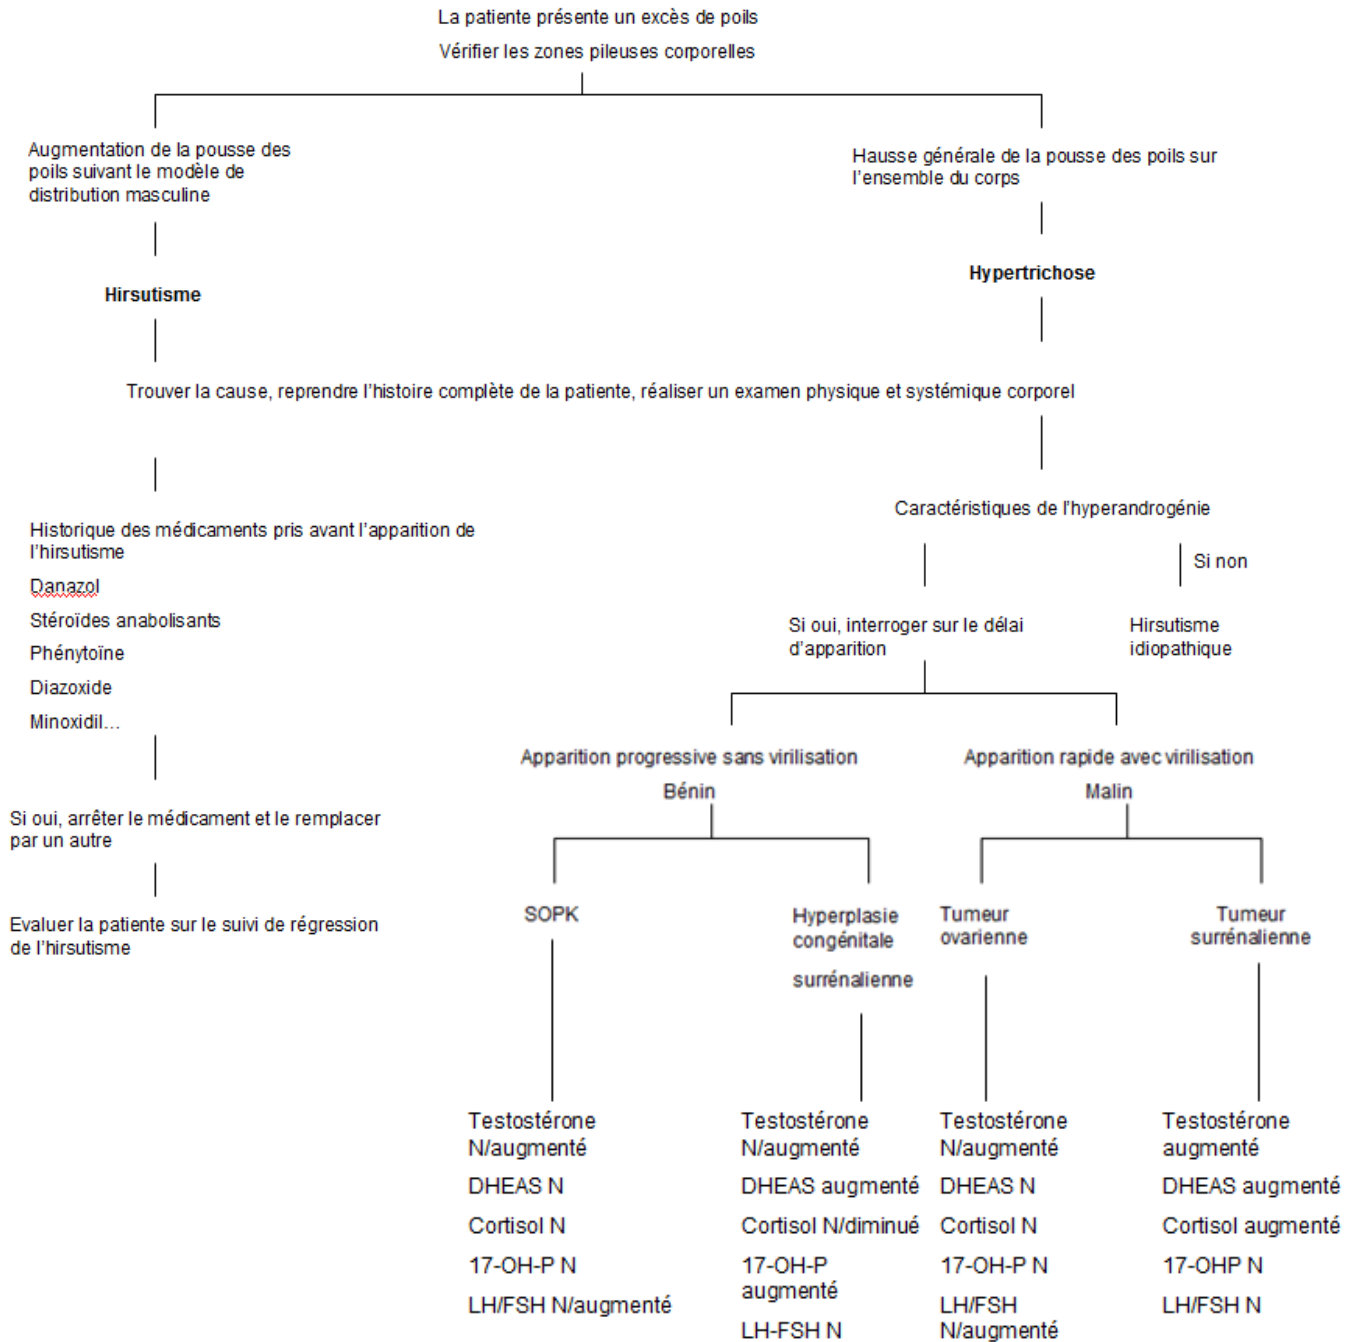 La patiente présente un excès de poils
Vérifier les zones pileuses corporelles
Augmentation de la pousse des
poils suivant le modèle de
distribution masculine
Hausse générale de la pousse des poils sur
l'ensemble du corps
Hirsutisme
Hypertrichose
Trouver la cause, reprendre l'histoire complète de la patiente, réaliser un examen physique et systémique corporel
Historique des médicaments pris avant l'apparition de
l'hirsutisme
Danazol
Stéroïdes anabolisants
Phénytoïne
Diazoxide
Minoxidil...
Si oui, arrêter le médicament et le remplacer
par un autre
Evaluer la patiente sur le suivi de régression
de l'hirsutisme
Caractéristiques de l'hyperandrogénie
Si non
Si oui, interroger sur le délai
d'apparition
Hirsutisme
idiopathique
Apparition progressive sans virilisation
Bénin
Apparition rapide avec virilisation
Malin
SOPK
Hyperplasie
congénitale
surrénalienne
Tumeur
ovarienne
Tumeur
surrénalienne
Testostérone
N/augmenté
DHEAS N
Cortisol N
17-OH-P N
LH/FSH N/augmenté
Testostérone
N/augmenté
DHEAS augmenté
Cortisol N/diminué
17-OH-P
augmenté
LH-FSH N
Testostérone
N/augmenté
DHEAS N
Cortisol N
17-OH-P N
LH/FSH
N/augmenté
Testostérone
augmenté
DHEAS augmenté
Cortisol augmenté
17-OHP N
LH/FSH N